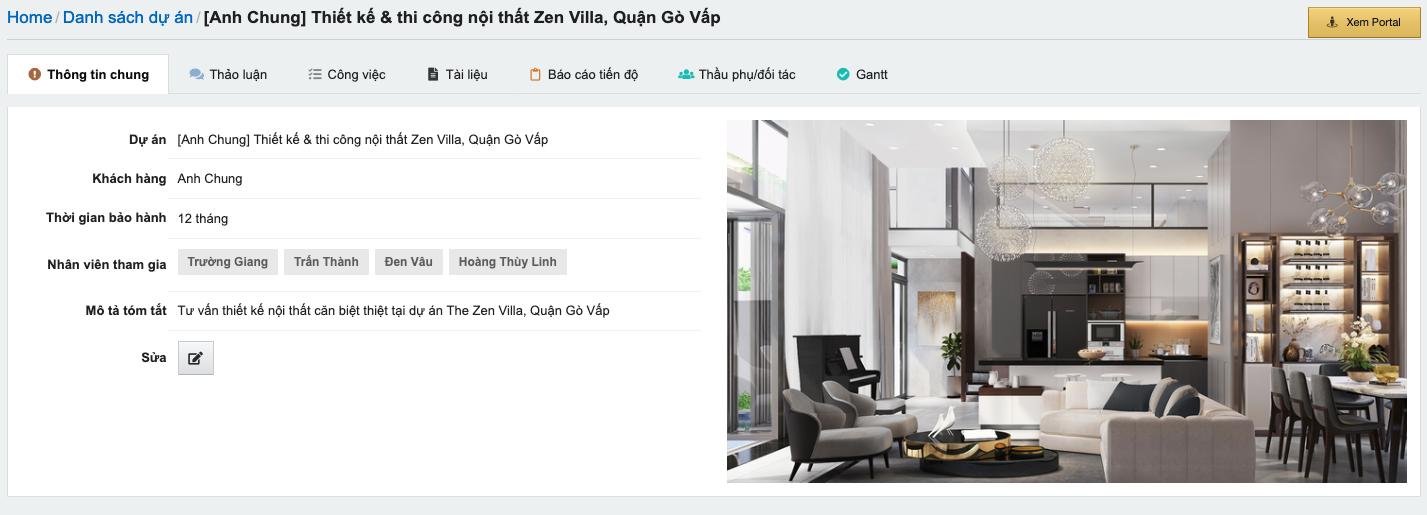 Home / Danh sách dự án / [Anh Chung] Thiết kế & thi công nội thất Zen Villa, Quận Gò Vấp
Xem Portal
Thông tin chung Thảo luận Công việc Tài liệu Báo cáo tiến độ Thầu phụ/đối tác Gantt
Dự án [Anh Chung] Thiết kế & thi công nội thất Zen Villa, Quận Gò Vấp
Khách hàng Anh Chung
Thời gian bảo hành 12 tháng
Nhân viên tham gia Trường Giang Trấn Thành Đen Vâu Hoàng Thùy Linh
Mô tả tóm tắt Tư vấn thiết kế nội thất căn biệt thiệt tại dự án The Zen Villa, Quận Gò Vấp
Sửa